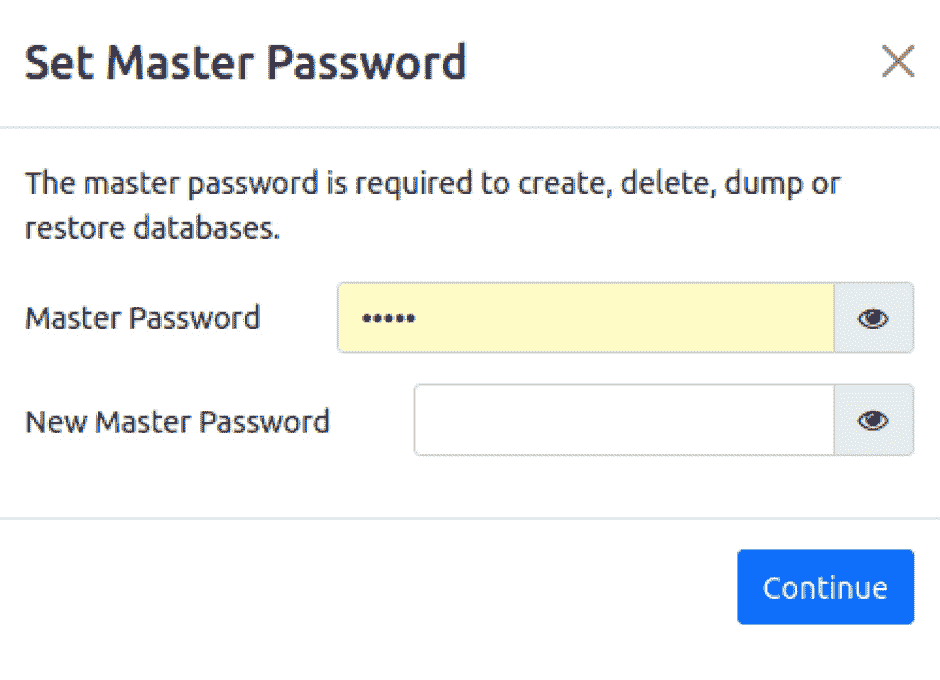 Set Master Password
The master password is required to create, delete, dump or
restore databases.
Master Password •••••
New Master Password
Continue